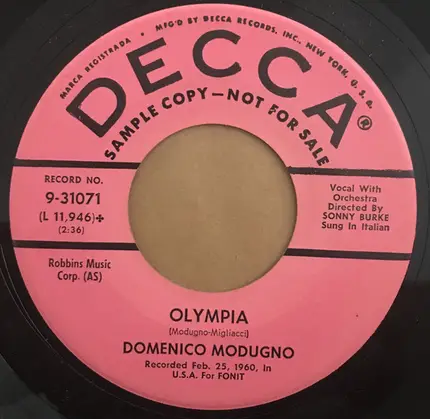 MARCA REGISTRADA • MFG'D BY DECCA RECORDS, INC., NEW YORK, U.S.A.
DECCA®
SAMPLE COPY—NOT FOR SALE
RECORD NO.
9-31071
(L 11,946)+
(2:36)
Vocal With
Orchestra
Directed By
SONNY BURKE
Sung In Italian
Robbins Music
Corp. (AS)
OLYMPIA
(Modugno-Migliacci)
DOMENICO MODUGNO
Recorded Feb. 25, 1960, In
U.S.A. For FONIT